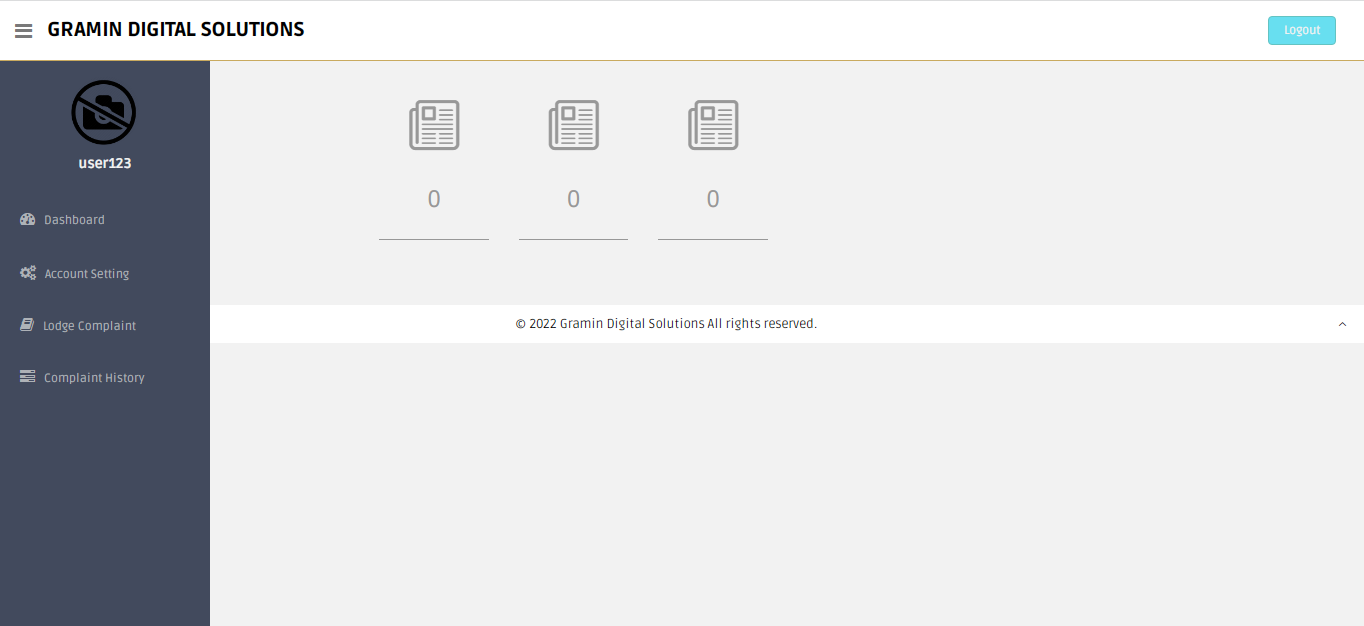 GRAMIN DIGITAL SOLUTIONS
Logout
user123
Dashboard
Account Setting
Lodge Complaint
Complaint History
0 0 0
© 2022 Gramin Digital Solutions All rights reserved.